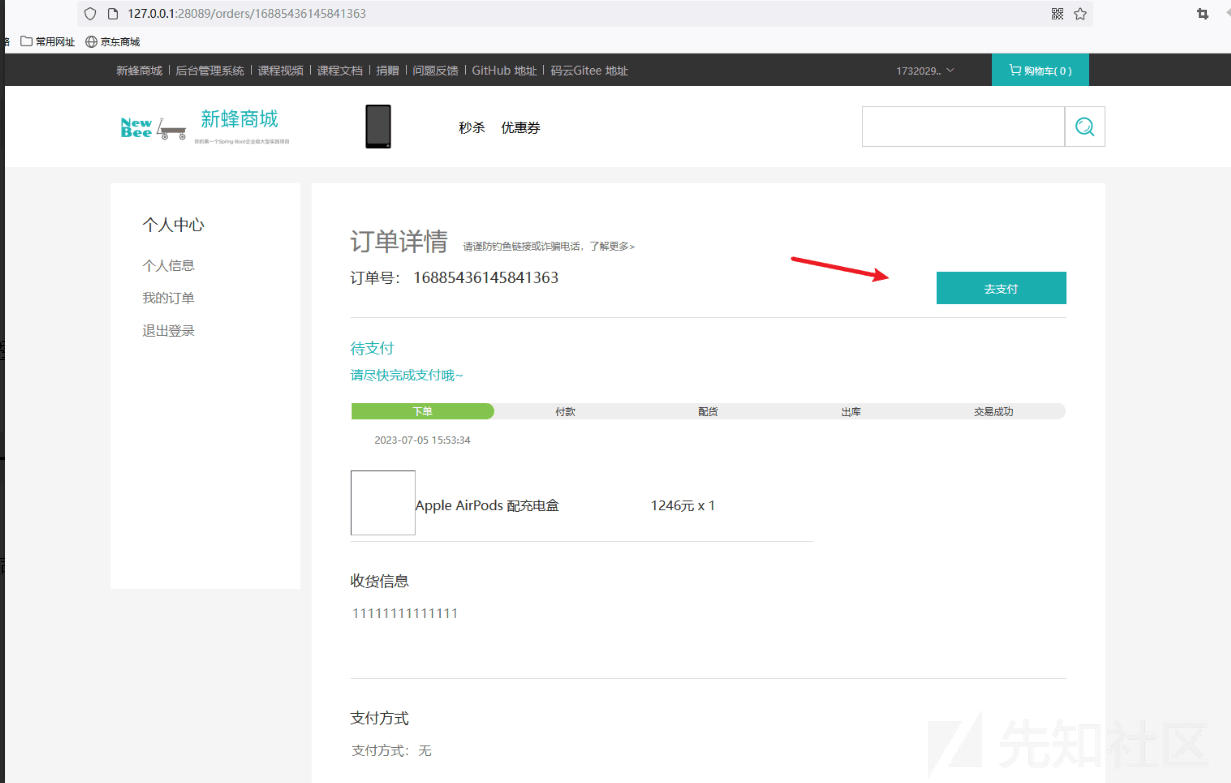 127.0.0.1:28089/orders/16885436145841363
常用网址 京东商城
新蜂商城 | 后台管理系统 | 课程视频 | 课程文档 | 捐赠 | 问题反馈 | GitHub 地址 | 码云Gitee 地址 1732029.. 购物车( 0 )
New Bee
新蜂商城
秒杀 优惠券
个人中心
个人信息
我的订单
退出登录
订单详情 请谨防钓鱼链接或诈骗电话，了解更多>
订单号： 16885436145841363
去支付
待支付
请尽快完成支付哦~
下单 付款 配货 出库 交易成功
2023-07-05 15:53:34
Apple AirPods 配充电盒 1246元 x 1
收货信息
11111111111111
支付方式
支付方式：无
先知社区